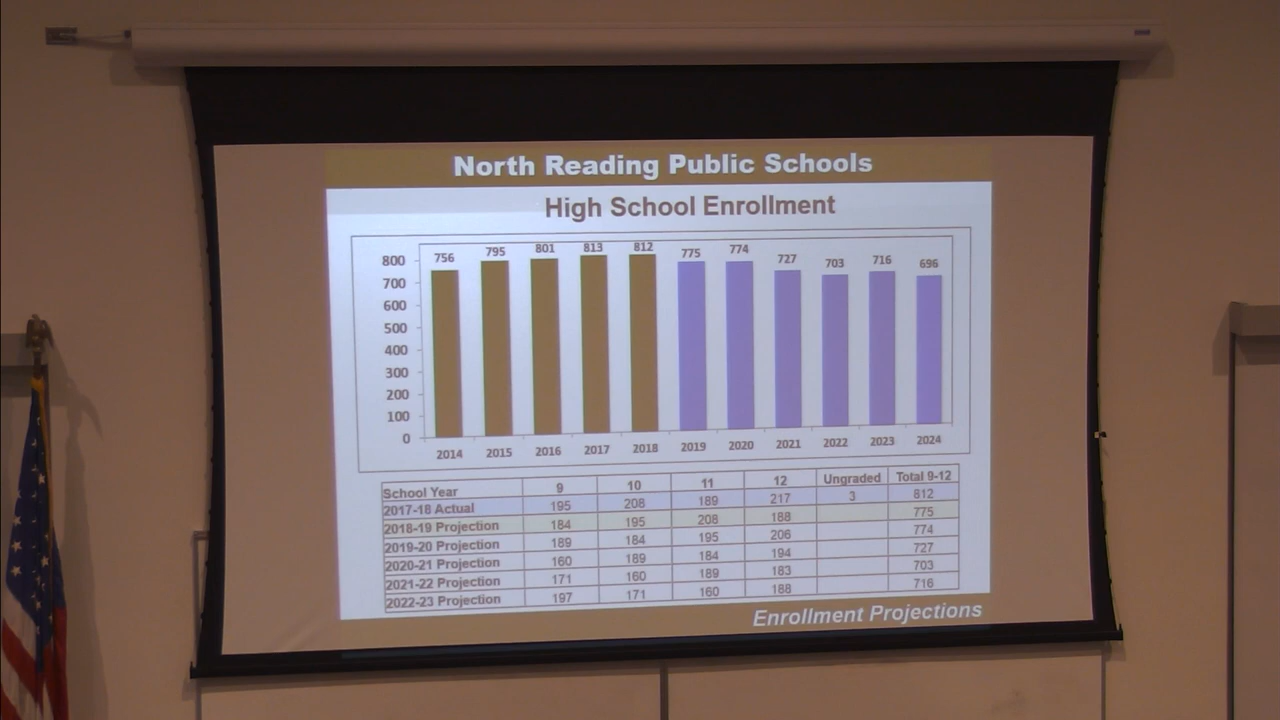 North Reading Public Schools
High School Enrollment
756 795 801 813 812 775 774 727 703 716 696
800
700
600
500
400
300
200
100
0
2014 2015 2016 2017 2018 2019 2020 2021 2022 2023 2024
School Year 9 10 11 12 Ungraded Total 9-12
2017-18 Actual 195 208 189 217 3 812
2018-19 Projection 184 195 208 188 775
2019-20 Projection 189 184 195 206 774
2020-21 Projection 160 189 184 194 727
2021-22 Projection 171 160 189 183 703
2022-23 Projection 197 171 160 188 716
Enrollment Projections